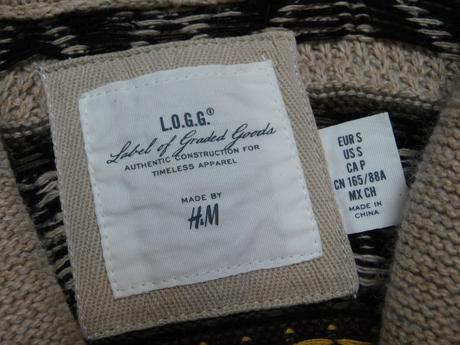 L.O.G.G.®
Label of Graded Goods
AUTHENTIC CONSTRUCTION FOR
TIMELESS APPAREL
MADE BY
H&M
EUR S
US S
CA P
CN 165/88A
MX CH
MADE IN
CHINA